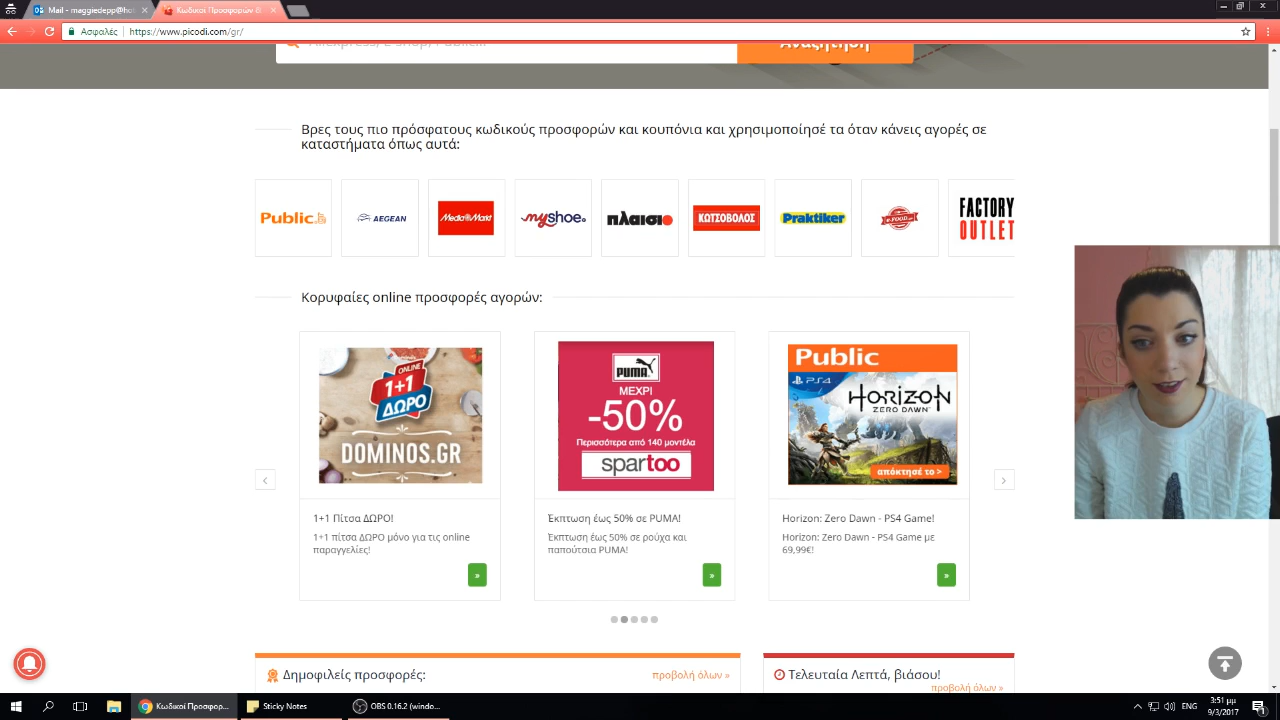 Mail - maggiedepp@hot
Κωδικοί Προσφορών &
Ασφαλές
https://www.picodi.com/gr/
Αναζήτηση
Βρες τους πιο πρόσφατους κωδικούς προσφορών και κουπόνια και χρησιμοποίησέ τα όταν κάνεις αγορές σε
καταστήματα όπως αυτά:
Public
AEGEAN
Media Markt
myshoe
πλαισιο
ΚΩΤΣΟΒΟΛΟΣ
Praktiker
e-FOOD
FACTORY
OUTLET
Κορυφαίες online προσφορές αγορών:
ONLINE
1+1
ΔΩΡΟ
DOMINOS.GR
PUMA
ΜΕΧΡΙ
-50%
Περισσότερα από 140 μοντέλα
spartoo
Public
PS4
HORIZON
ZERO DAWN
απόκτησέ το >
1+1 Πίτσα ΔΩΡΟ!
1+1 πίτσα ΔΩΡΟ μόνο για τις online
παραγγελίες!
»
Έκπτωση έως 50% σε PUMA!
Έκπτωση έως 50% σε ρούχα και
παπούτσια PUMA!
»
Horizon: Zero Dawn - PS4 Game!
Horizon: Zero Dawn - PS4 Game με
69,99€!
»
Δημοφιλείς προσφορές:
προβολή όλων »
Τελευταία Λεπτά, βιάσου!
προβολή όλων »
Κωδικοί Προσφορ...
Sticky Notes
OBS 0.16.2 (windo...
ENG
3:51 μμ
9/3/2017